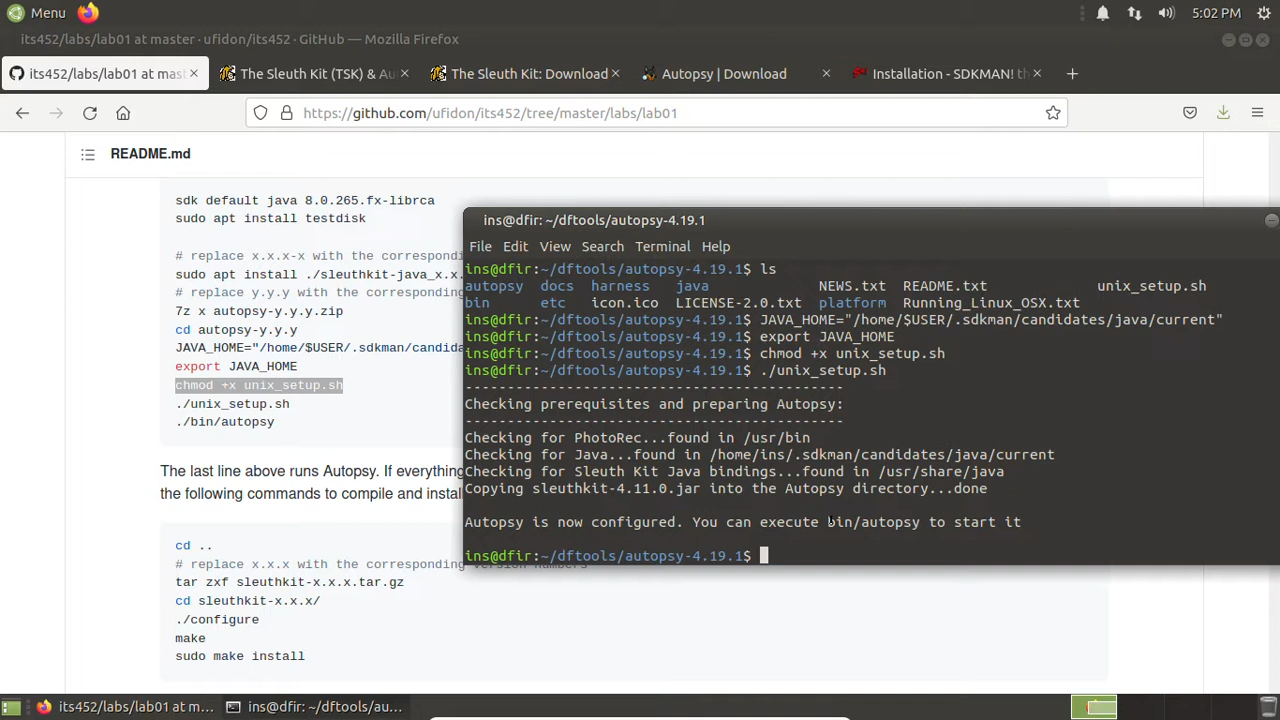 Menu
5:02 PM
its452/labs/lab01 at master · ufidon/its452 · GitHub — Mozilla Firefox
its452/labs/lab01 at mast
The Sleuth Kit (TSK) & Au
The Sleuth Kit: Download
Autopsy | Download
Installation - SDKMAN! th
https://github.com/ufidon/its452/tree/master/labs/lab01
README.md
sdk default java 8.0.265.fx-librca
sudo apt install testdisk
# replace x.x.x-x with the correspondi
sudo apt install ./sleuthkit-java_x.x.
# replace y.y.y with the corresponding
7z x autopsy-y.y.y.zip
cd autopsy-y.y.y
JAVA_HOME="/home/$USER/.sdkman/candida
export JAVA_HOME
chmod +x unix_setup.sh
./unix_setup.sh
./bin/autopsy
The last line above runs Autopsy. If everything
the following commands to compile and install
cd ..
# replace x.x.x with the corresponding version numbers
tar zxf sleuthkit-x.x.x.tar.gz
cd sleuthkit-x.x.x/
./configure
make
sudo make install
ins@dfir: ~/dftools/autopsy-4.19.1
File Edit View Search Terminal Help
ins@dfir:~/dftools/autopsy-4.19.1$ ls
autopsy docs harness java NEWS.txt README.txt unix_setup.sh
bin etc icon.ico LICENSE-2.0.txt platform Running_Linux_OSX.txt
ins@dfir:~/dftools/autopsy-4.19.1$ JAVA_HOME="/home/$USER/.sdkman/candidates/java/current"
ins@dfir:~/dftools/autopsy-4.19.1$ export JAVA_HOME
ins@dfir:~/dftools/autopsy-4.19.1$ chmod +x unix_setup.sh
ins@dfir:~/dftools/autopsy-4.19.1$ ./unix_setup.sh
---------------------------------------------
Checking prerequisites and preparing Autopsy:
---------------------------------------------
Checking for PhotoRec...found in /usr/bin
Checking for Java...found in /home/ins/.sdkman/candidates/java/current
Checking for Sleuth Kit Java bindings...found in /usr/share/java
Copying sleuthkit-4.11.0.jar into the Autopsy directory...done
Autopsy is now configured. You can execute bin/autopsy to start it
ins@dfir:~/dftools/autopsy-4.19.1$
its452/labs/lab01 at m...
ins@dfir: ~/dftools/au...